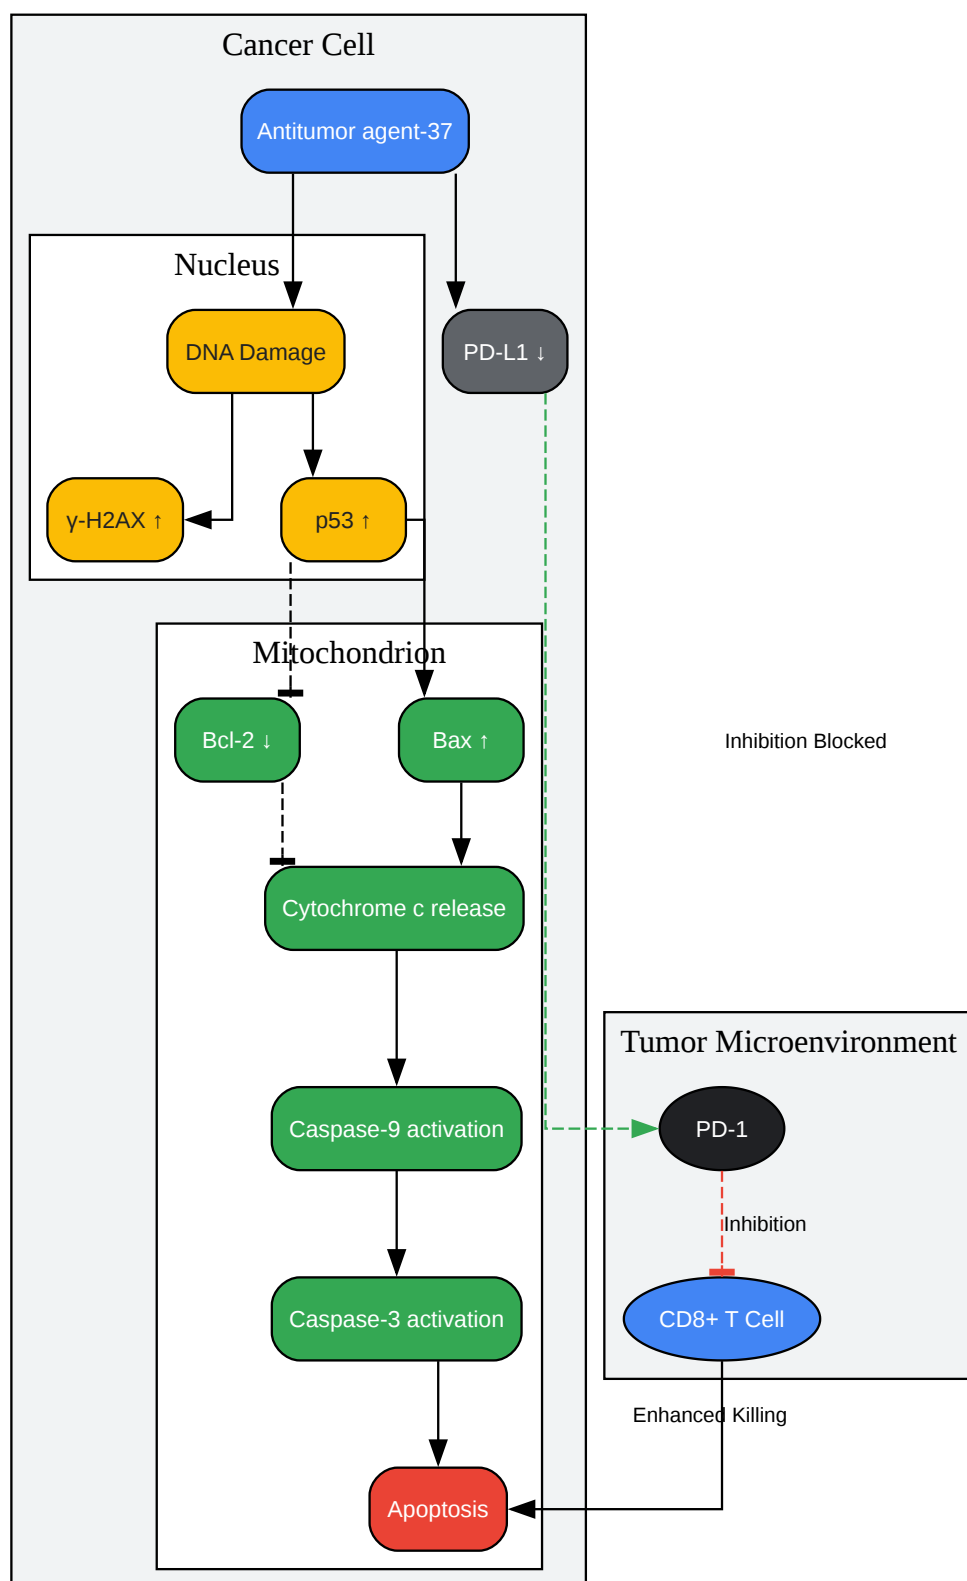 Cancer Cell
Antitumor agent-37
Nucleus
DNA Damage
PD-L1 ↓
γ-H2AX ↑
p53 ↑
Mitochondrion
Bcl-2 ↓
Bax ↑
Inhibition Blocked
Cytochrome c release
Tumor Microenvironment
Caspase-9 activation
PD-1
Inhibition
Caspase-3 activation
CD8+ T Cell
Enhanced Killing
Apoptosis